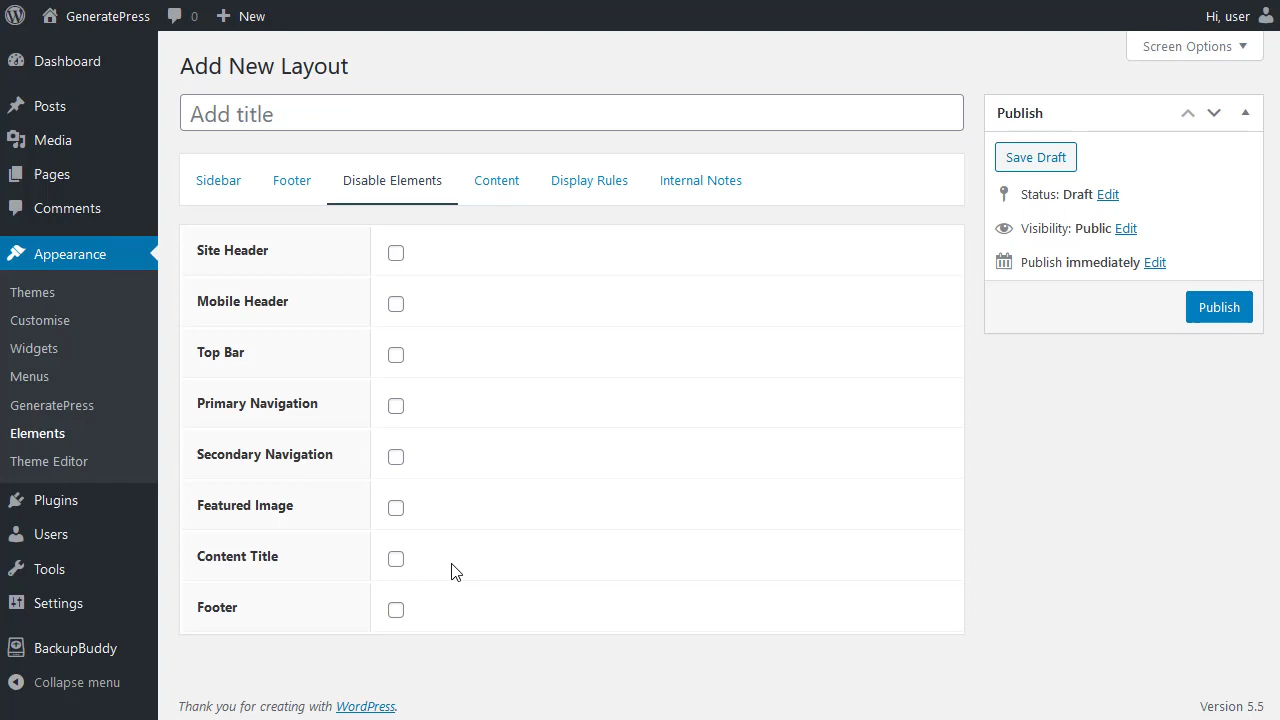 GeneratePress 0 New Hi, user
Screen Options
Dashboard
Posts
Media
Pages
Comments
Appearance
Themes
Customise
Widgets
Menus
GeneratePress
Elements
Theme Editor
Plugins
Users
Tools
Settings
BackupBuddy
Collapse menu
Add New Layout
Add title
Sidebar Footer Disable Elements Content Display Rules Internal Notes
Site Header
Mobile Header
Top Bar
Primary Navigation
Secondary Navigation
Featured Image
Content Title
Footer
Publish
Save Draft
Status: Draft Edit
Visibility: Public Edit
Publish immediately Edit
Publish
Thank you for creating with WordPress.
Version 5.5